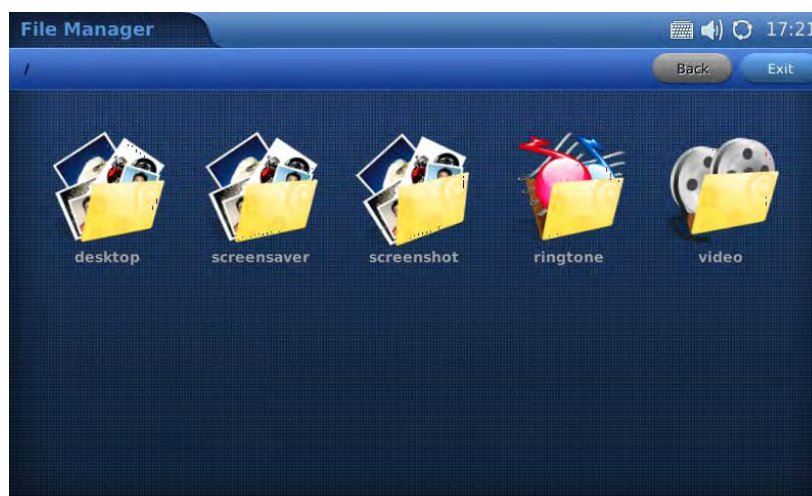 File Manager
17:21
/
Back
Exit
desktop
screensaver
screenshot
ringtone
video